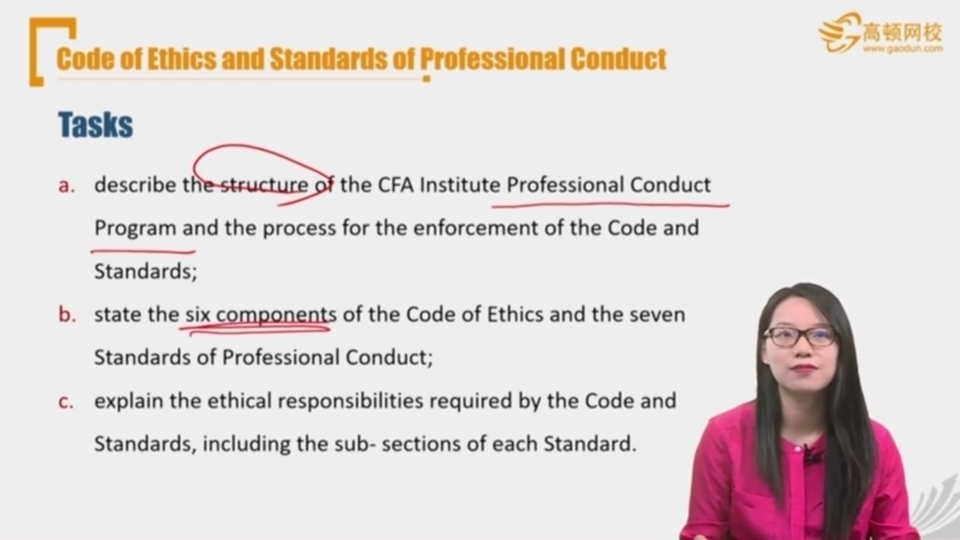 高顿网校
www.gaodun.com
Code of Ethics and Standards of Professional Conduct
Tasks
a. describe the structure of the CFA Institute Professional Conduct
Program and the process for the enforcement of the Code and
Standards;
b. state the six components of the Code of Ethics and the seven
Standards of Professional Conduct;
c. explain the ethical responsibilities required by the Code and
Standards, including the sub- sections of each Standard.